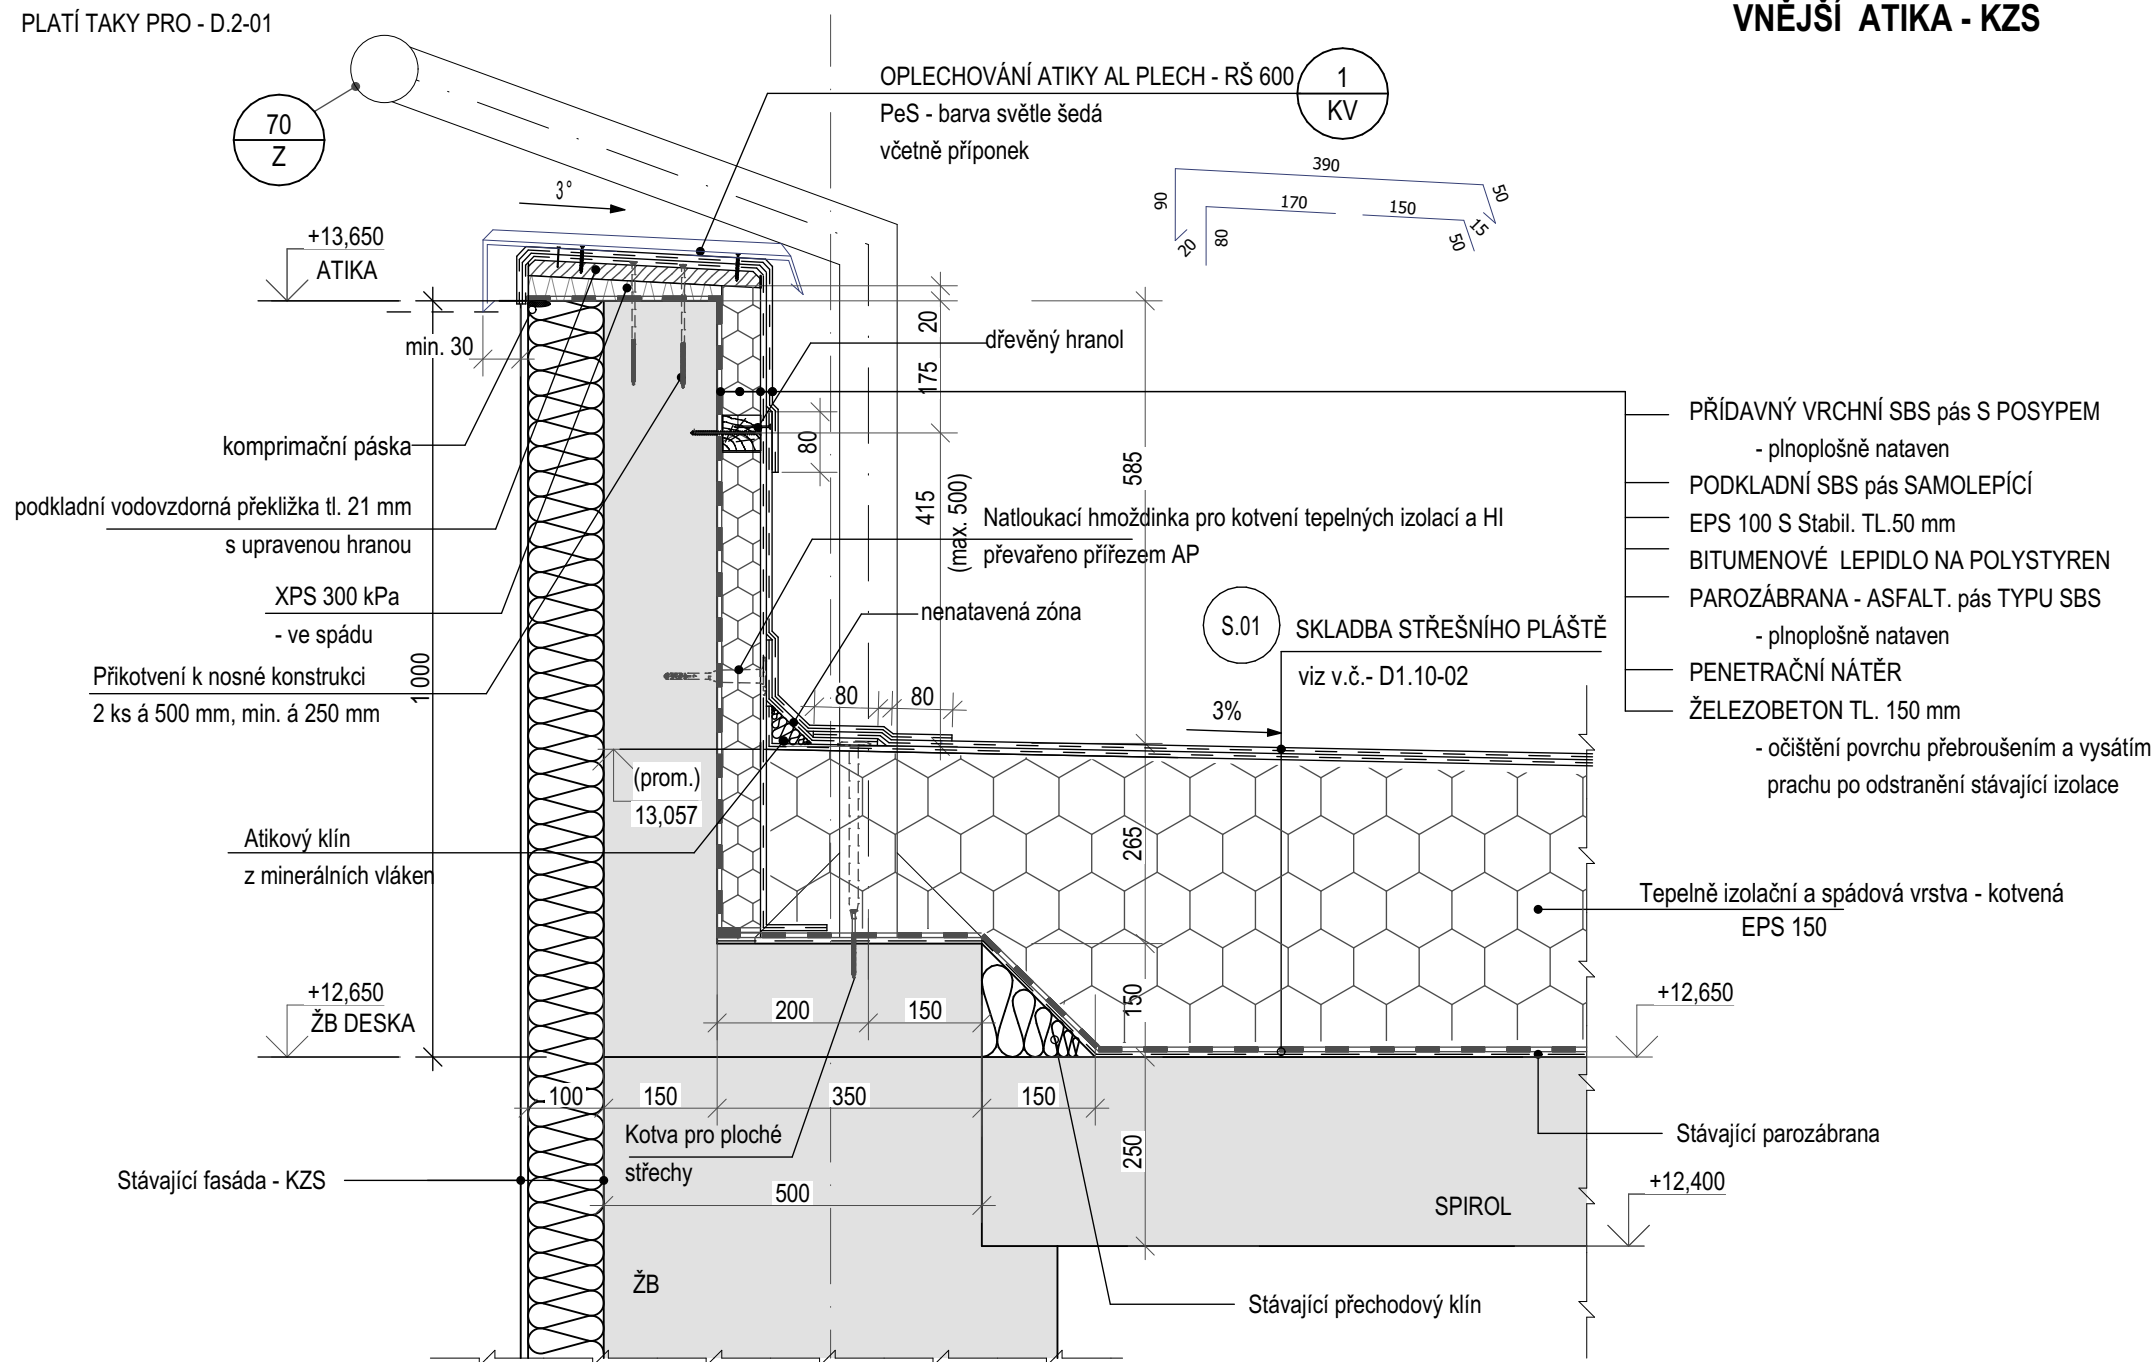 PLATÍ TAKY PRO - D.2-01
VNĚJŠÍ ATIKA - KZS
OPLECHOVÁNÍ ATIKY AL PLECH - RŠ 600
PeS - barva světle šedá
včetně příponek
1
KV
70
Z
3°
390
90
20
170
150
80
50
15
50
+13,650
ATIKA
min. 30
20
175
dřevěný hranol
80
585
415
(max. 500)
komprimační páska
podkladní vodovzdorná překližka tl. 21 mm
s upravenou hranou
XPS 300 kPa
- ve spádu
Přikotvení k nosné konstrukci
2 ks á 500 mm, min. á 250 mm
1 000
Natloukací hmoždinka pro kotvení tepelných izolací a HI
převařeno přířezem AP
nenatavená zóna
S.01
SKLADBA STŘEŠNÍHO PLÁŠTĚ
viz v.č.- D1.10-02
3%
80
80
PŘÍDAVNÝ VRCHNÍ SBS pás S POSYPEM
- plnoplošně nataven
PODKLADNÍ SBS pás SAMOLEPÍCÍ
EPS 100 S Stabil. TL.50 mm
BITUMENOVÉ LEPIDLO NA POLYSTYREN
PAROZÁBRANA - ASFALT. pás TYPU SBS
- plnoplošně nataven
PENETRAČNÍ NÁTĚR
ŽELEZOBETON TL. 150 mm
- očištění povrchu přebroušením a vysátím
prachu po odstranění stávající izolace
(prom.)
13,057
Atikový klín
z minerálních vláken
265
Tepelně izolační a spádová vrstva - kotvená
EPS 150
+12,650
ŽB DESKA
200
150
150
+12,650
100
150
350
150
Kotva pro ploché
střechy
250
Stávající parozábrana
Stávající fasáda - KZS
500
+12,400
SPIROL
ŽB
Stávající přechodový klín